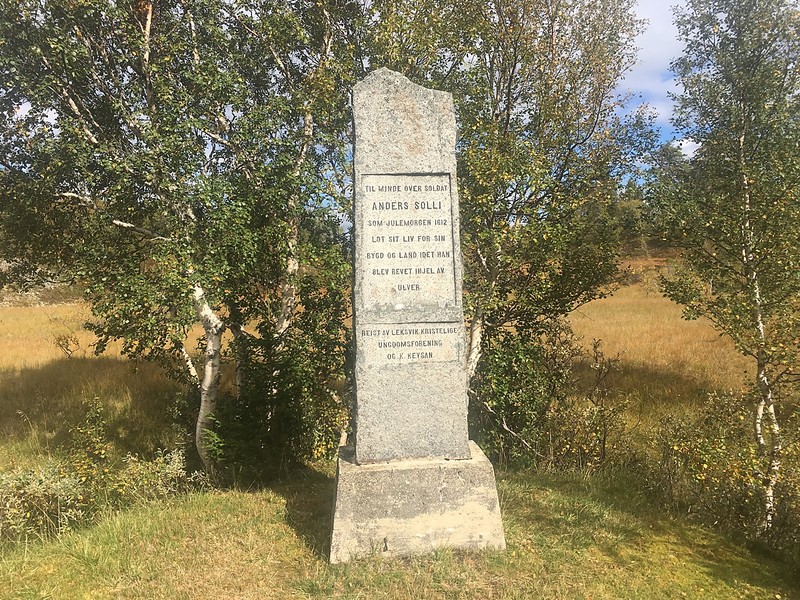 TIL MINDE OVER SOLDAT
ANDERS SOLLI
SOM JULEMORGEN 1612
LOT SIT LIV FOR SIN
BYGD OG LAND IDET HAN
BLEV REVET IHJEL AV
ULVER.
REIST AV LEKSVIK KRISTELIGE
UNGDOMSFORENING
OG K. KEYSAN